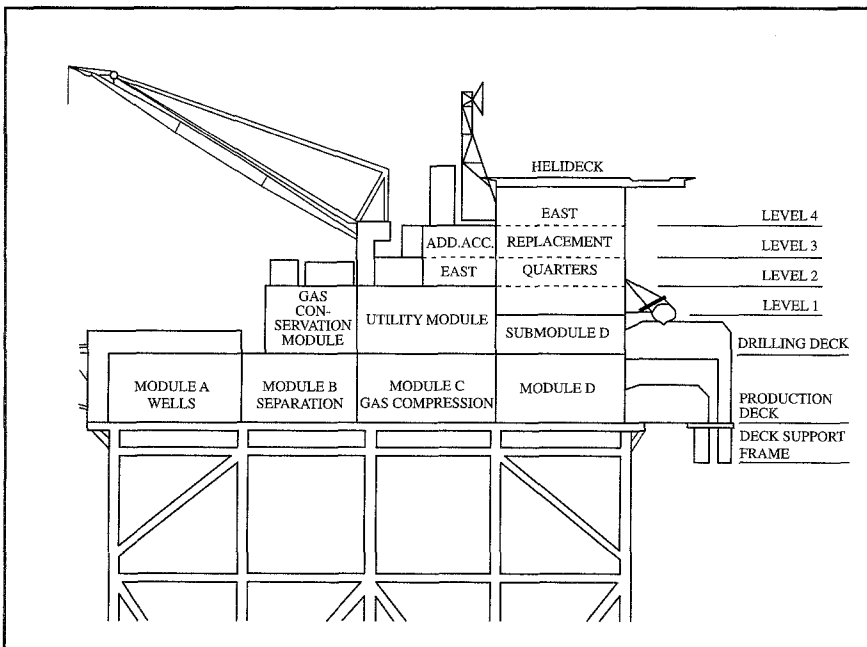 HELIDECK
EAST
LEVEL 4
ADD.ACC.
REPLACEMENT
LEVEL 3
EAST
QUARTERS
LEVEL 2
GAS
CON-
SERVATION
MODULE
UTILITY MODULE
LEVEL 1
SUBMODULE D
DRILLING DECK
MODULE A
WELLS
MODULE B
SEPARATION
MODULE C
GAS COMPRESSION
MODULE D
PRODUCTION
DECK
DECK SUPPORT
FRAME